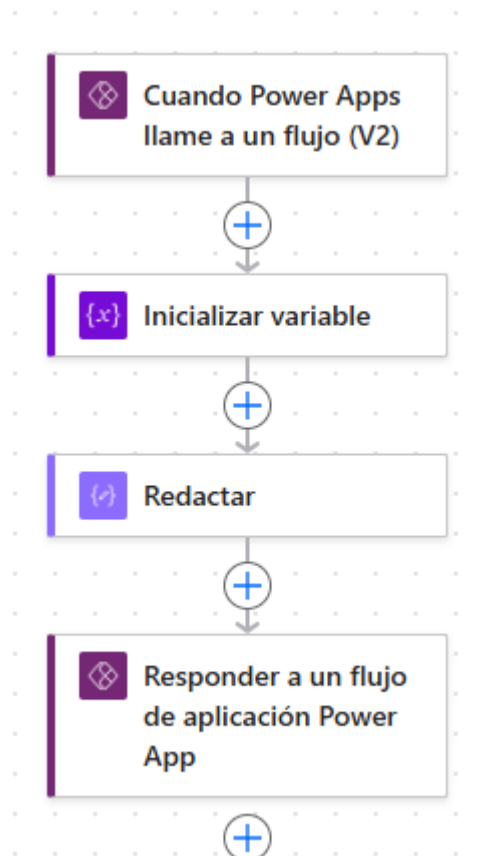 Cuando Power Apps
llame a un flujo (V2)
{x}
Inicializar variable
Redactar
Responder a un flujo
de aplicación Power
App